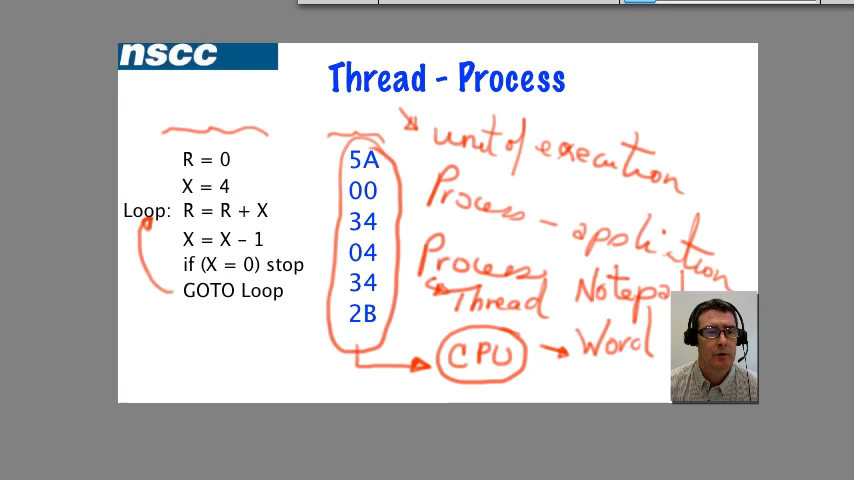 nscc
Thread - Process
R = 0
X = 4
Loop: R = R + X
X = X - 1
if (X = 0) stop
GOTO Loop
5A
00
34
04
34
2B
unit of execution
Process - appliction
Process
Thread
Notepad
CPU
Word